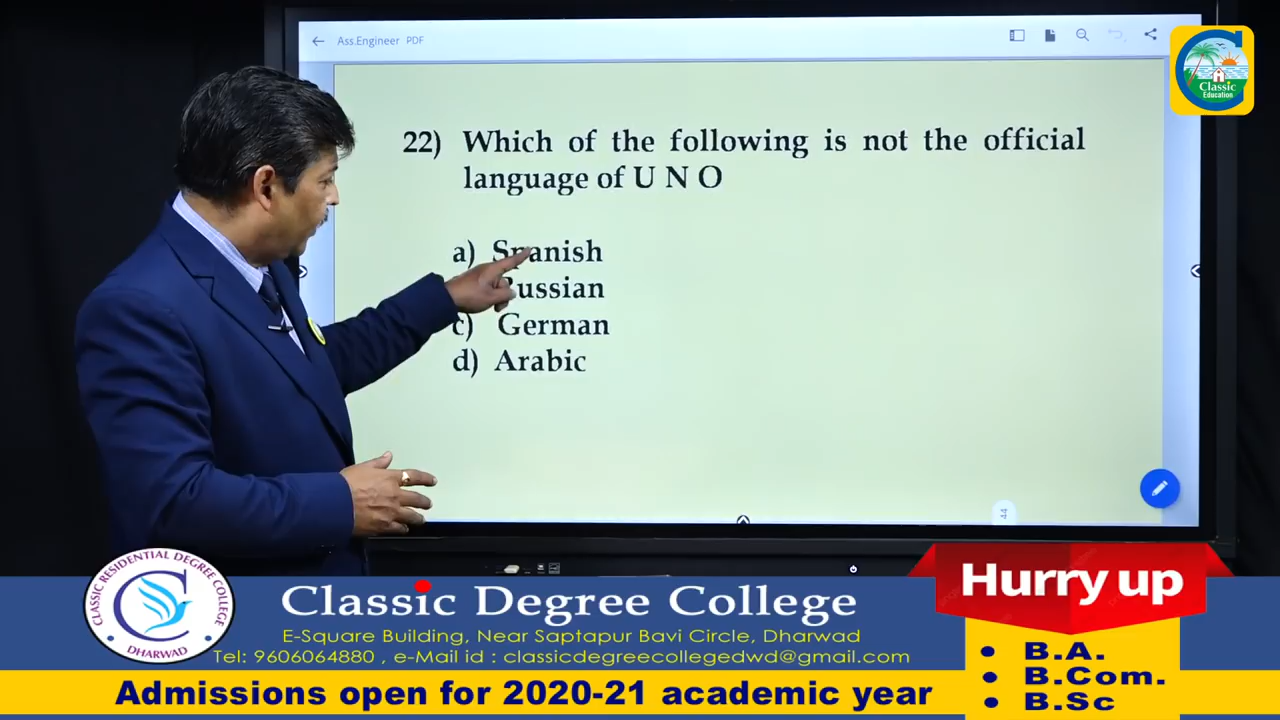 Ass.Engineer PDF
Classic
Education
22) Which of the following is not the official
language of U N O
a) Spanish
Russian
c) German
d) Arabic
44
CLASSIC RESIDENTIAL DEGREE COLLEGE
DHARWAD
Classic Degree College
E-Square Building, Near Saptapur Bavi Circle, Dharwad
Tel: 9606064880 , e-Mail id : classicdegreecollegedwd@gmail.com
Admissions open for 2020-21 academic year
Hurry up
• B.A.
• B.Com.
• B.Sc